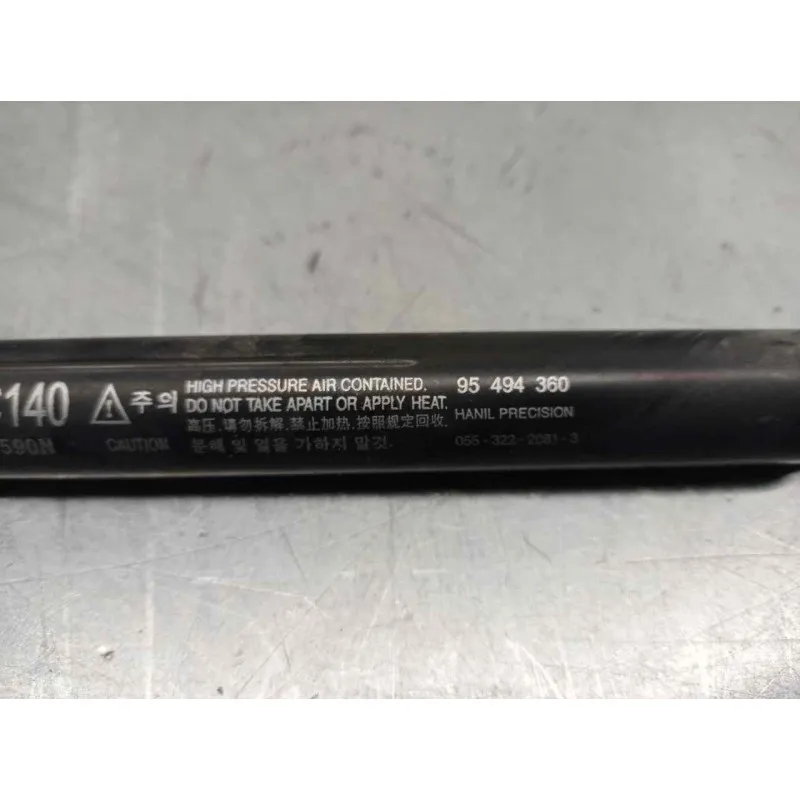 140 주의 HIGH PRESSURE AIR CONTAINED. 95 494 360
DO NOT TAKE APART OR APPLY HEAT. HANIL PRECISION
高压.请勿拆解.禁止加热.按照规定回收.
590N CAUTION 분해 및 열을 가하지 말것. 055-322-2081-3